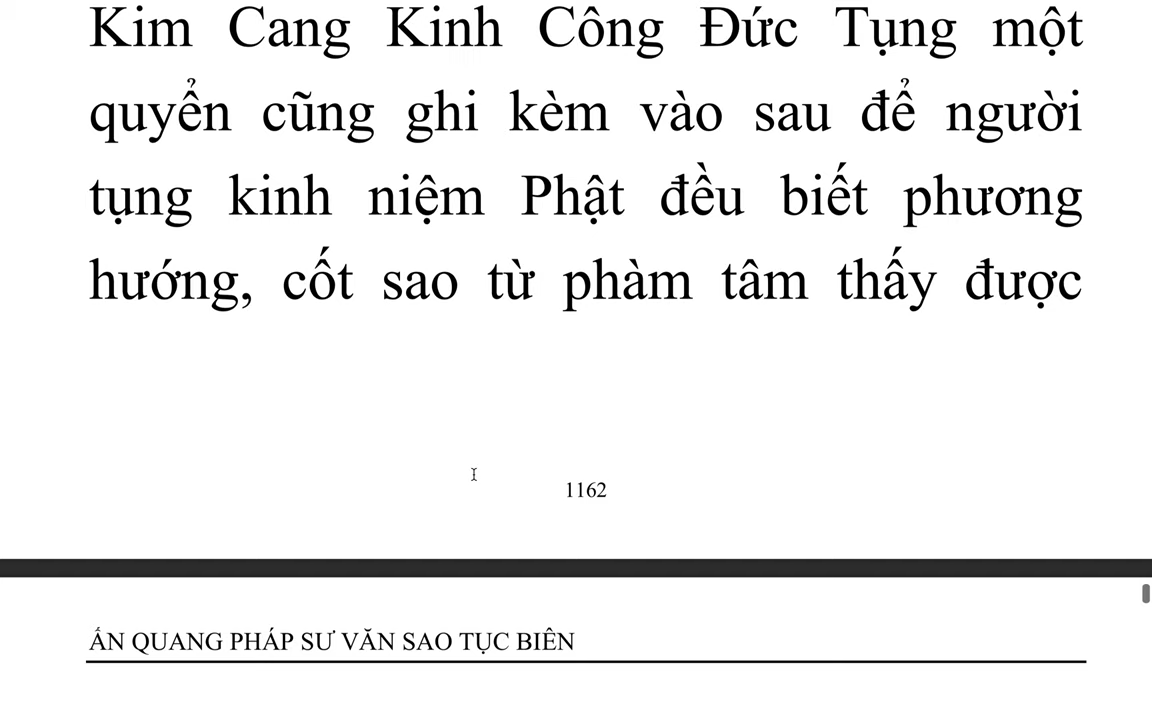 Kim Cang Kinh Công Đức Tụng một
quyển cũng ghi kèm vào sau để người
tụng kinh niệm Phật đều biết phương
hướng, cốt sao từ phàm tâm thấy được
1162
ẤN QUANG PHÁP SƯ VĂN SAO TỤC BIÊN